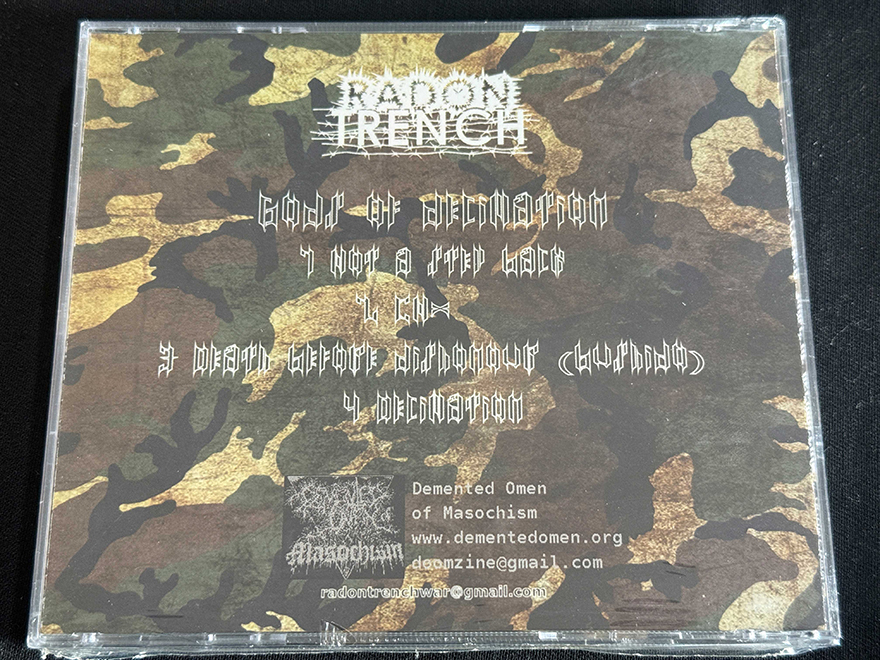 RADON
TRENCH
GODS OF DECIMATION
1 NOT A STEP BACK
2
3 DEATH BEFORE DISHONOUR (BUSHIDO)
4 DECIMATION
Masochism
Demented Omen
of Masochism
www.dementedomen.org
doomzine@gmail.com
radontrenchwar@gmail.com